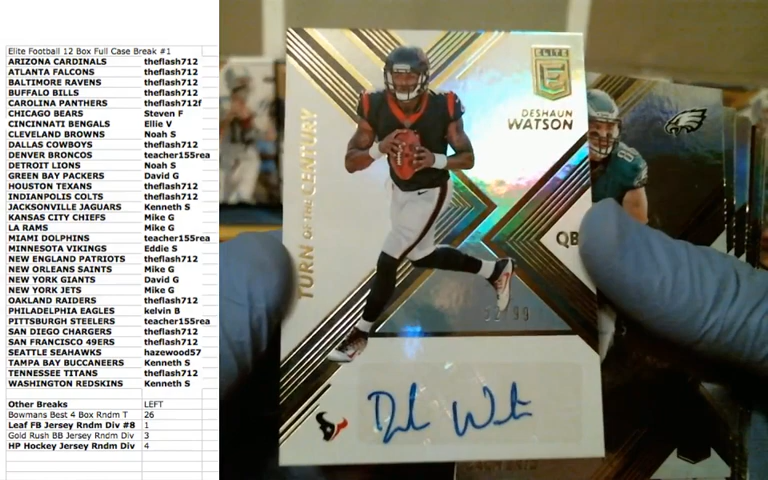 Elite Football 12 Box Full Case Break #1
ARIZONA CARDINALS theflash712
ATLANTA FALCONS theflash712
BALTIMORE RAVENS theflash712
BUFFALO BILLS theflash712
CAROLINA PANTHERS theflash712f
CHICAGO BEARS Steven F
CINCINNATI BENGALS Ellie V
CLEVELAND BROWNS Noah S
DALLAS COWBOYS theflash712
DENVER BRONCOS teacher155rea
DETROIT LIONS Noah S
GREEN BAY PACKERS David G
HOUSTON TEXANS theflash712
INDIANPOLIS COLTS theflash712
JACKSONVILLE JAGUARS Kenneth S
KANSAS CITY CHIEFS Mike G
LA RAMS Mike G
MIAMI DOLPHINS teacher155rea
MINNESOTA VIKINGS Eddie S
NEW ENGLAND PATRIOTS theflash712
NEW ORLEANS SAINTS Mike G
NEW YORK GIANTS David G
NEW YORK JETS Mike G
OAKLAND RAIDERS theflash712
PHILADELPHIA EAGLES kelvin B
PITTSBURGH STEELERS teacher155rea
SAN DIEGO CHARGERS theflash712
SAN FRANCISCO 49ERS theflash712
SEATTLE SEAHAWKS hazewood57
TAMPA BAY BUCCANEERS Kenneth S
TENNESSEE TITANS theflash712
WASHINGTON REDSKINS Kenneth S
Other Breaks LEFT
Bowmans Best 4 Box Rndm T 26
Leaf FB Jersey Rndm Div #8 1
Gold Rush BB Jersey Rndm Div 3
HP Hockey Jersey Rndm Div 4
TURN OF THE CENTURY
ELITE
E
DESHAUN
WATSON
QB